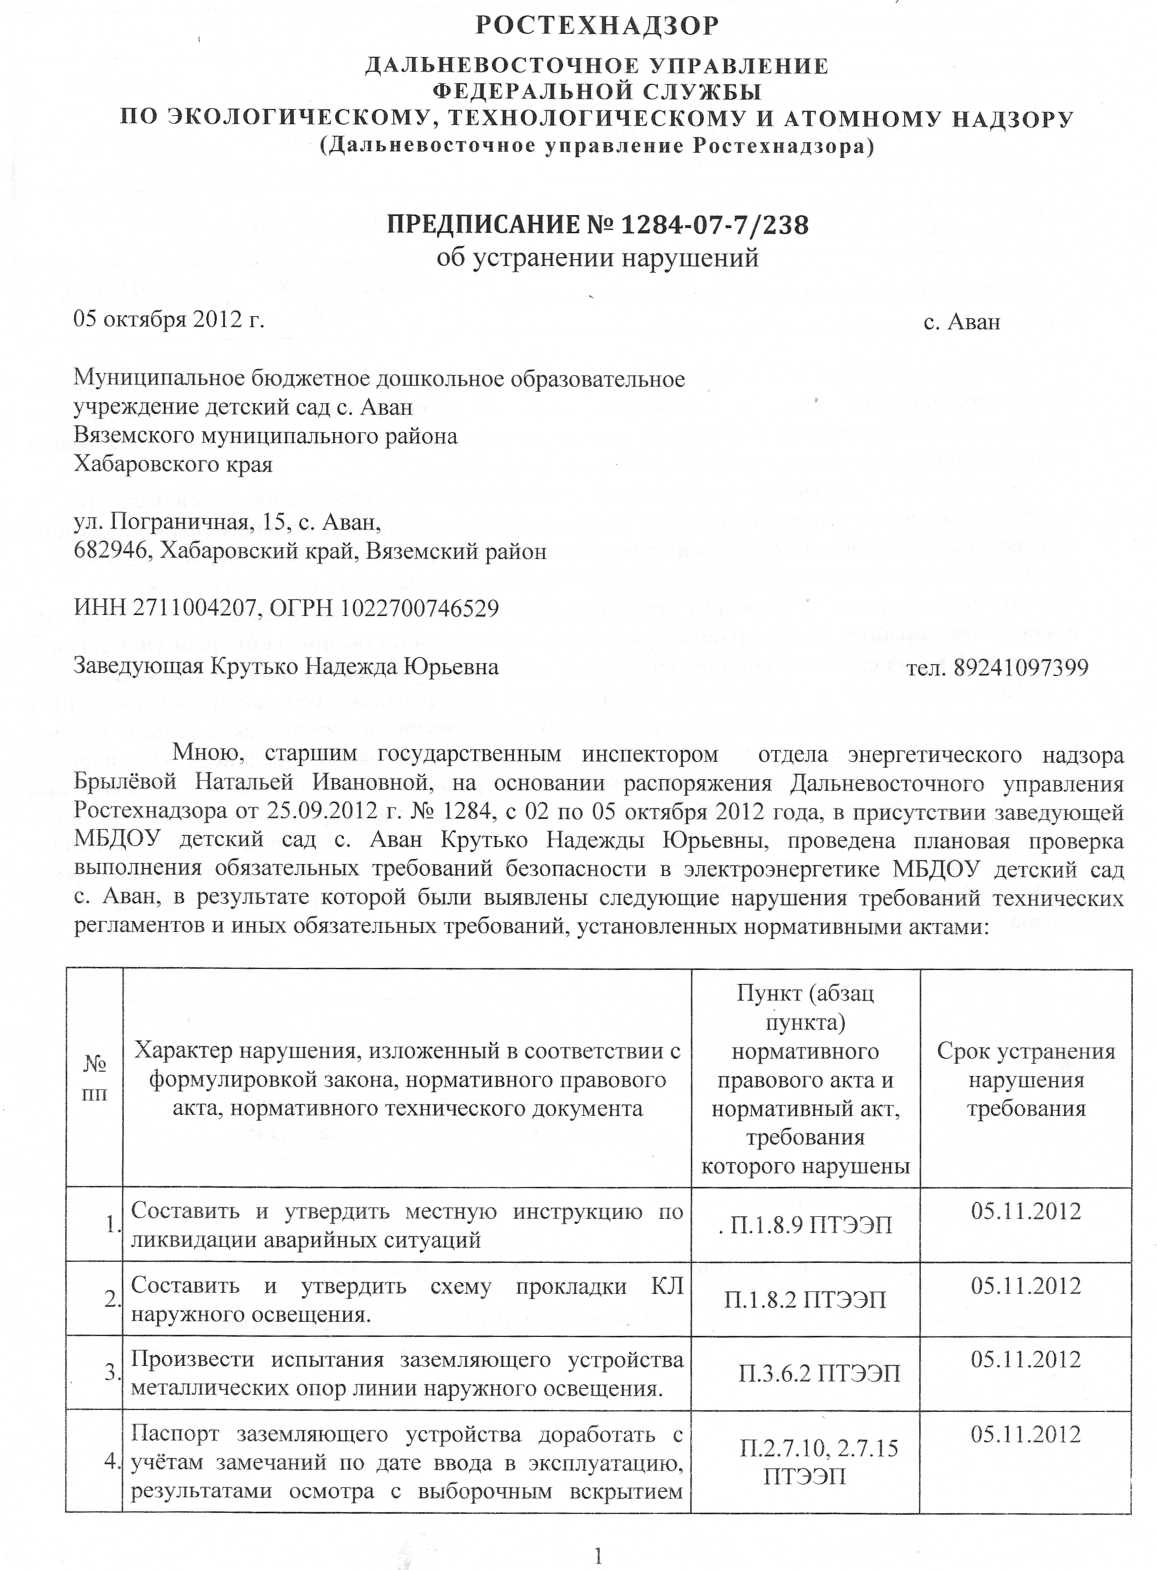 РОСТЕХНАДЗОР
ДАЛЬНЕВОСТОЧНОЕ УПРАВЛЕНИЕ
ФЕДЕРАЛЬНОЙ СЛУЖБЫ
ПО ЭКОЛОГИЧЕСКОМУ, ТЕХНОЛОГИЧЕСКОМУ И АТОМНОМУ НАДЗОРУ
(Дальневосточное управление Ростехнадзора)
ПРЕДПИСАНИЕ № 1284-07-7/238
об устранении нарушений
05 октября 2012 г. с. Аван
Муниципальное бюджетное дошкольное образовательное
учреждение детский сад с. Аван
Вяземского муниципального района
Хабаровского края
ул. Пограничная, 15, с. Аван,
682946, Хабаровский край, Вяземский район
ИНН 2711004207, ОГРН 1022700746529
Заведующая Крутько Надежда Юрьевна тел. 89241097399
Мною, старшим государственным инспектором отдела энергетического надзора
Брылёвой Натальей Ивановной, на основании распоряжения Дальневосточного управления
Ростехнадзора от 25.09.2012 г. № 1284, с 02 по 05 октября 2012 года, в присутствии заведующей
МБДОУ детский сад с. Аван Крутько Надежды Юрьевны, проведена плановая проверка
выполнения обязательных требований безопасности в электроэнергетике МБДОУ детский сад
с. Аван, в результате которой были выявлены следующие нарушения требований технических
регламентов и иных обязательных требований, установленных нормативными актами:
№
пп
Характер нарушения, изложенный в соответствии с
формулировкой закона, нормативного правового
акта, нормативного технического документа
Пункт (абзац
пункта)
нормативного
правового акта и
нормативный акт,
требования
которого нарушены
Срок устранения
нарушения
требования
1.
Составить и утвердить местную инструкцию по
ликвидации аварийных ситуаций
. П.1.8.9 ПТЭЭП
05.11.2012
2.
Составить и утвердить схему прокладки КЛ
наружного освещения.
П.1.8.2 ПТЭЭП
05.11.2012
3.
Произвести испытания заземляющего устройства
металлических опор линии наружного освещения.
П.3.6.2 ПТЭЭП
05.11.2012
4.
Паспорт заземляющего устройства доработать с
учётам замечаний по дате ввода в эксплуатацию,
результатами осмотра с выборочным вскрытием
П.2.7.10, 2.7.15
ПТЭЭП
05.11.2012
1